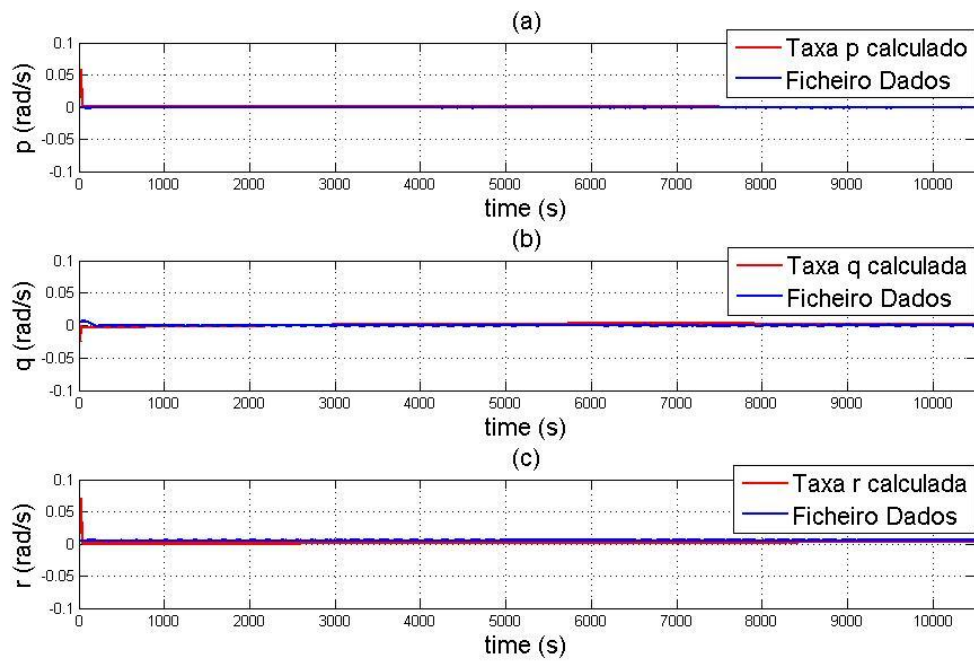 (a)
Taxa p calculado
Ficheiro Dados
p (rad/s)
0.1
0.05
0
-0.05
-0.1
0 1000 2000 3000 4000 5000 6000 7000 8000 9000 10000
time (s)
(b)
Taxa q calculada
Ficheiro Dados
q (rad/s)
0.1
0.05
0
-0.05
-0.1
0 1000 2000 3000 4000 5000 6000 7000 8000 9000 10000
time (s)
(c)
Taxa r calculada
Ficheiro Dados
r (rad/s)
0.1
0.05
0
-0.05
-0.1
0 1000 2000 3000 4000 5000 6000 7000 8000 9000 10000
time (s)